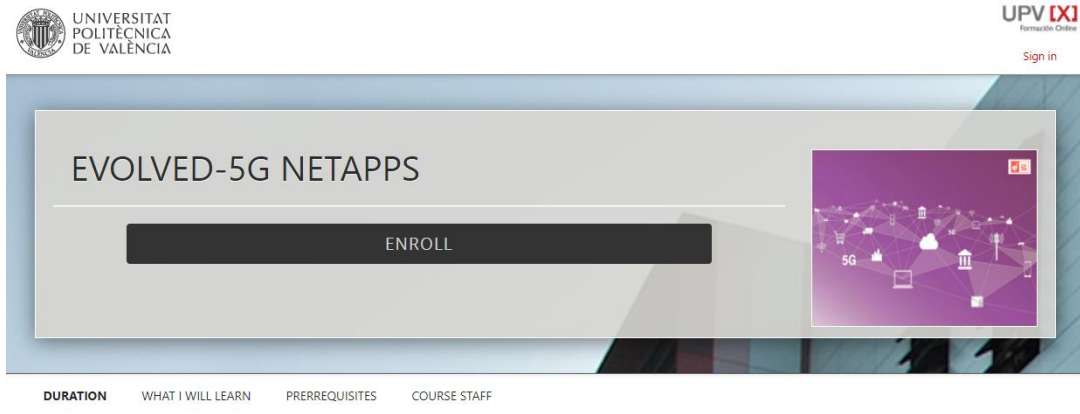 UNIVERSITAT
POLITÈCNICA
DE VALÈNCIA
UPV [X]
Formación Online
Sign in
EVOLVED-5G NETAPPS
ENROLL
5G
5G
DURATION WHAT I WILL LEARN PRERREQUISITES COURSE STAFF